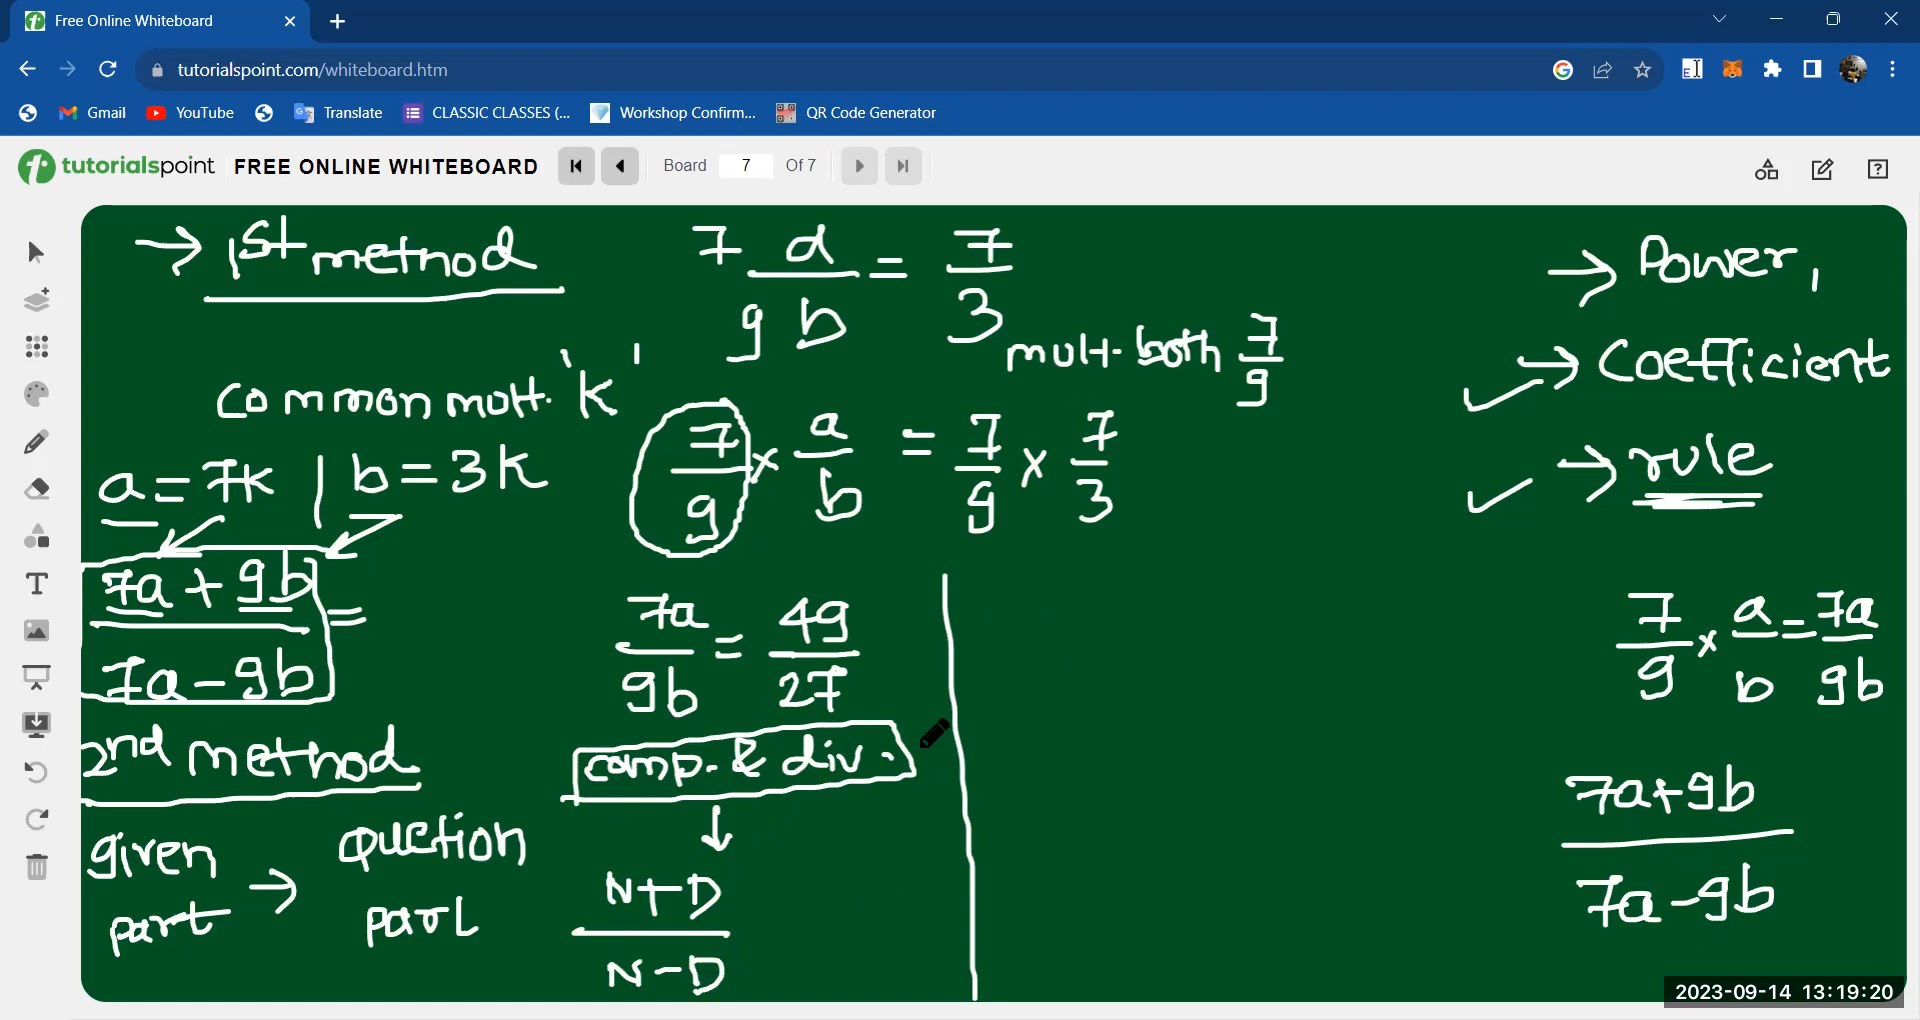 Free Online Whiteboard
tutorialspoint.com/whiteboard.htm
Gmail YouTube Translate CLASSIC CLASSES (... Workshop Confirm... QR Code Generator
tutorialspoint FREE ONLINE WHITEBOARD Board 7 Of 7
→ 1st method
common mult. 'k'
a = 7k | b = 3k
7a + 9b =
7a - 9b
2nd method
given → quction
part part
7 a = 7
9 b 3
mult. both 7
9
7 × a = 7 × 7
9 b 9 3
7a = 49
9b 27
comp. & div.
↓
N+D
N-D
→ Power,
→ Coefficient
→ rule
7 × a = 7a
9 b 9b
7a+9b
7a-9b
2023-09-14 13:19:20